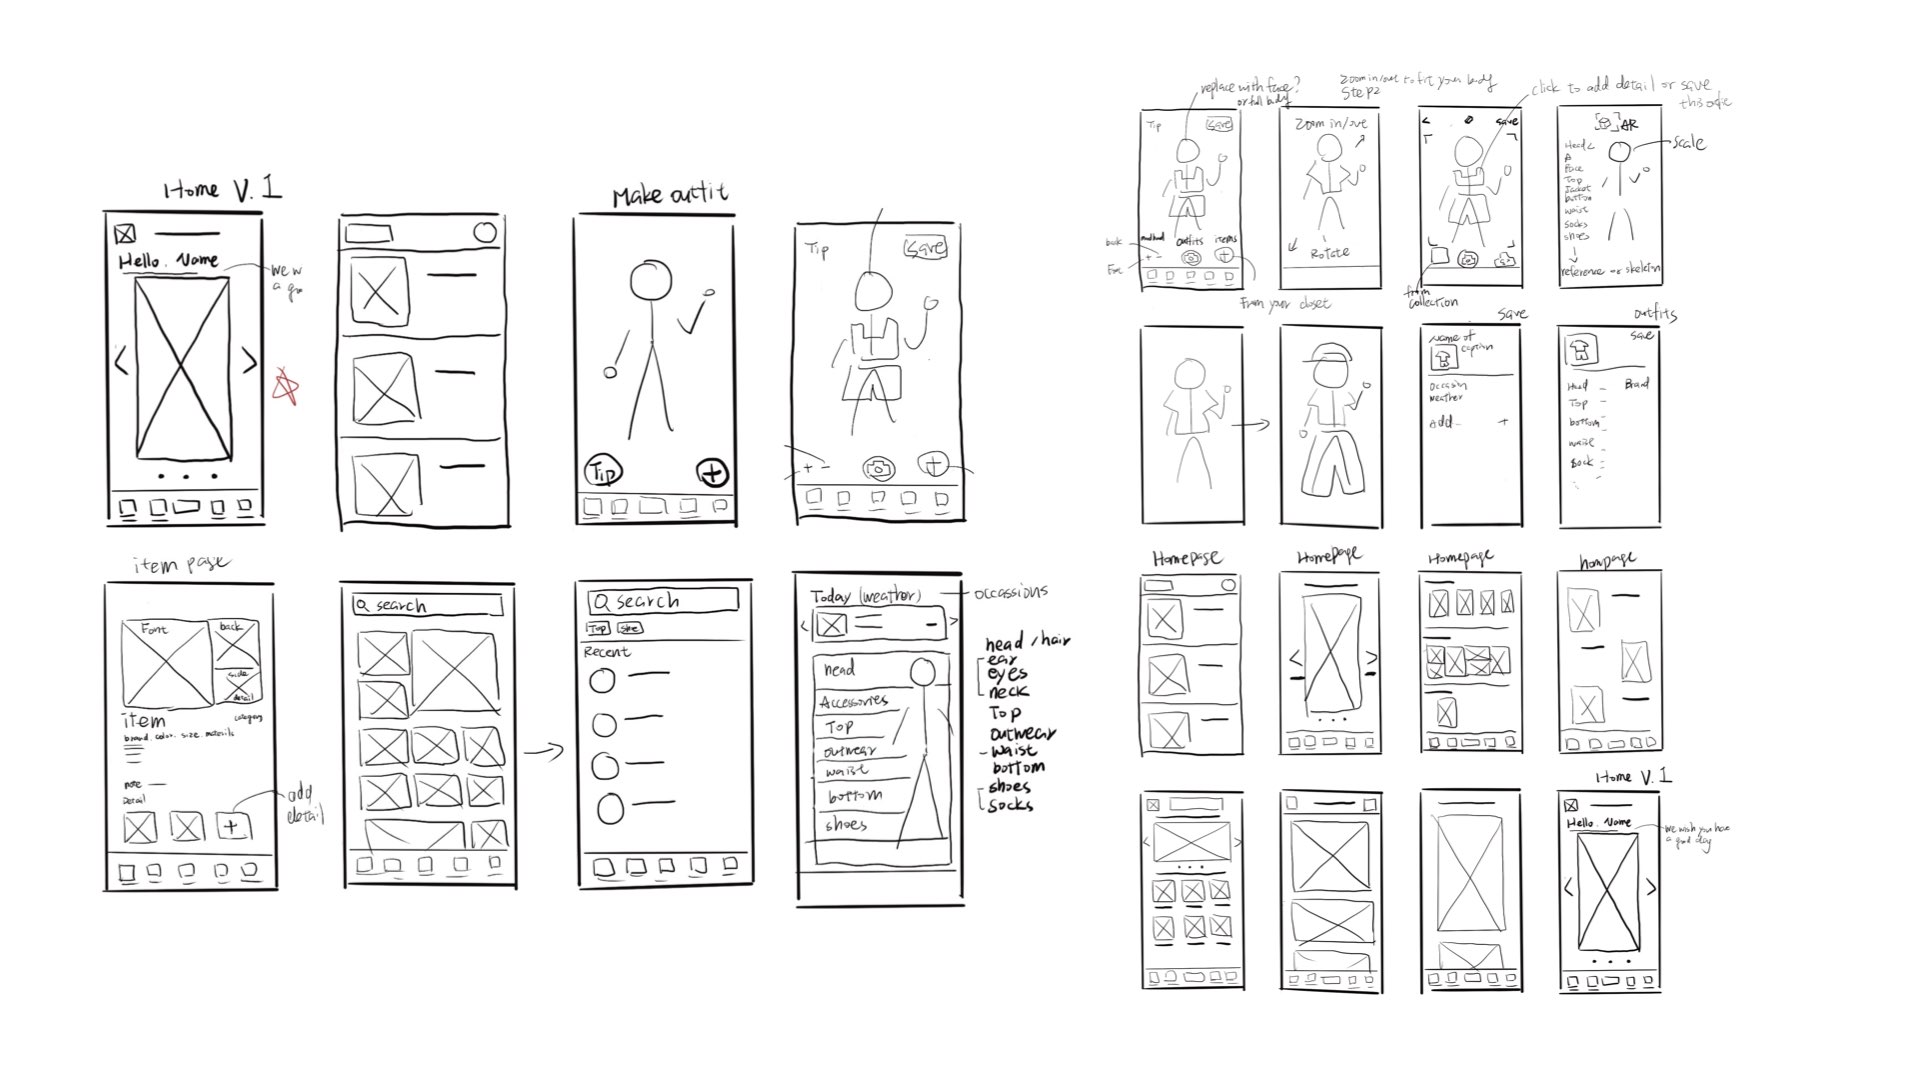 Home V.1
Hello. Name
we w
a g
Make outfit
Tip
Tip
save
+ -
item page
Font
back
side
detail
item
category
brand. color. size. materials
note
Detail
add
detail
search
search
Top
Recent
Today (weather)
occassions
head
Accessories
Top
outwear
waist
bottom
shoes
head / hair
ear
eyes
neck
Top
outwear
- waist
bottom
shoes
socks
replace with face?
or full body
Tip
save
back
outfits
items
+ -
From your closet
Zoom in/out to fit your body
Step2
Zoom in/out
Rotate
click to add detail or save
this
save
from
collection
AR
scale
Head
Face
Top
Jacket
bottom
waist
socks
shoes
reference or skeleton
save
Name of
caption
occasion
weather
Add
+
outfits
save
Head
Brand
Top
bottom
waist
Sock
Homepage
Homepage
Homepage
hompage
Home V.1
Hello. Name
we wish you have
a good day